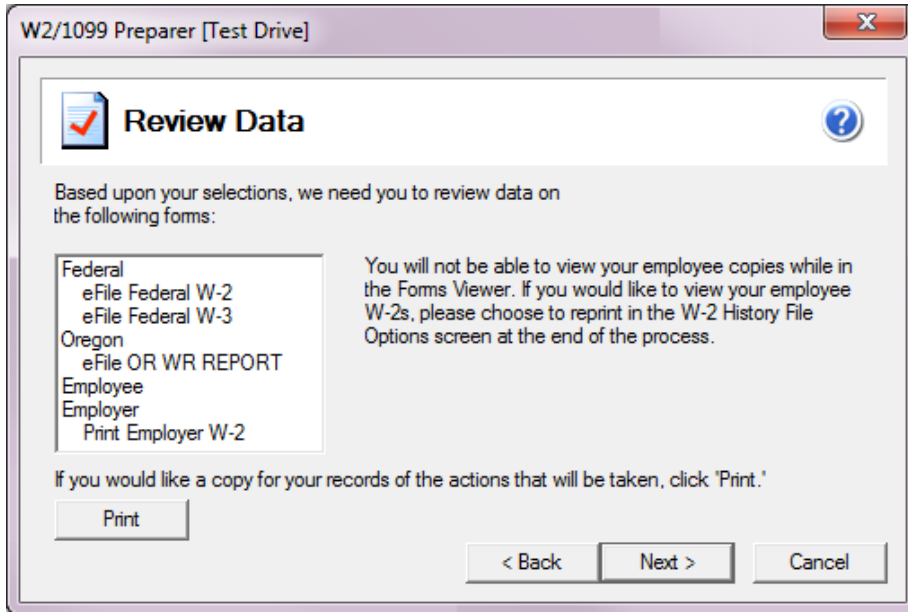 W2/1099 Preparer [Test Drive]
Review Data
Based upon your selections, we need you to review data on
the following forms:
Federal
eFile Federal W-2
eFile Federal W-3
Oregon
eFile OR WR REPORT
Employee
Employer
Print Employer W-2
You will not be able to view your employee copies while in
the Forms Viewer. If you would like to view your employee
W-2s, please choose to reprint in the W-2 History File
Options screen at the end of the process.
If you would like a copy for your records of the actions that will be taken, click 'Print.'
Print
< Back
Next >
Cancel